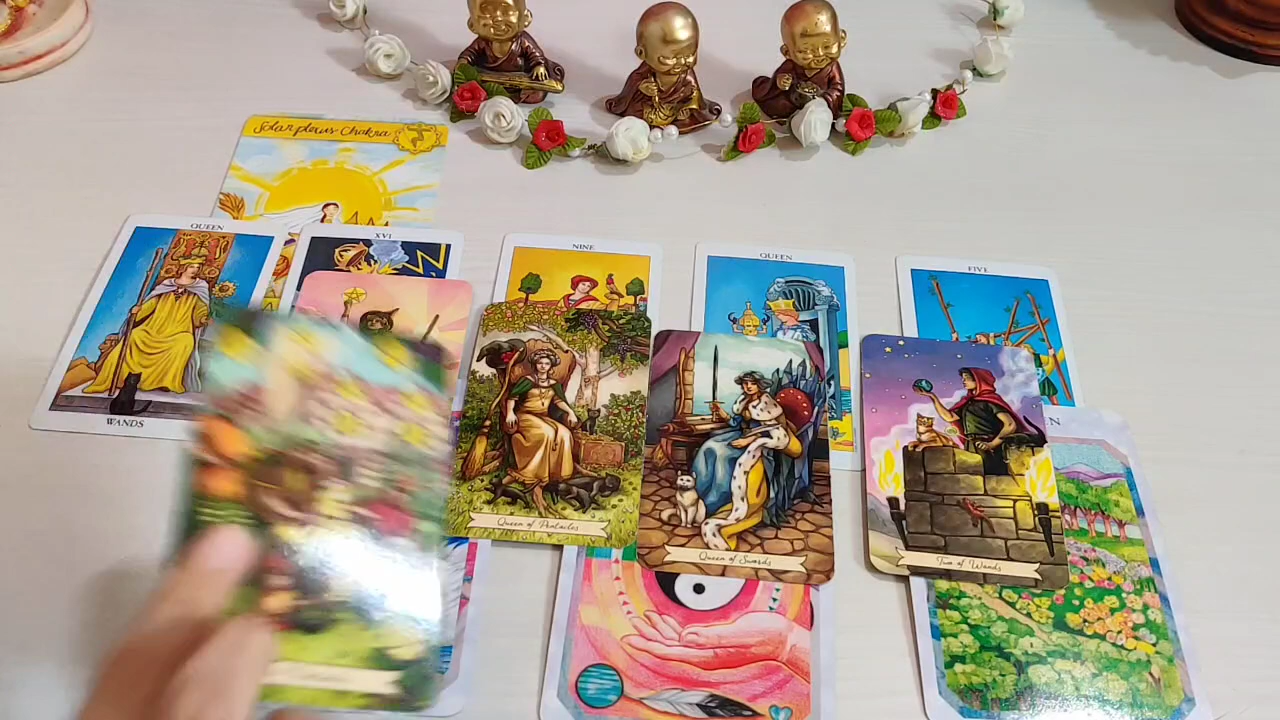 Solar plexus Chakra
QUEEN
XVI
NINE
QUEEN
FIVE
WANDS
Queen of Pentacles
Queen of Swords
Two of Wands